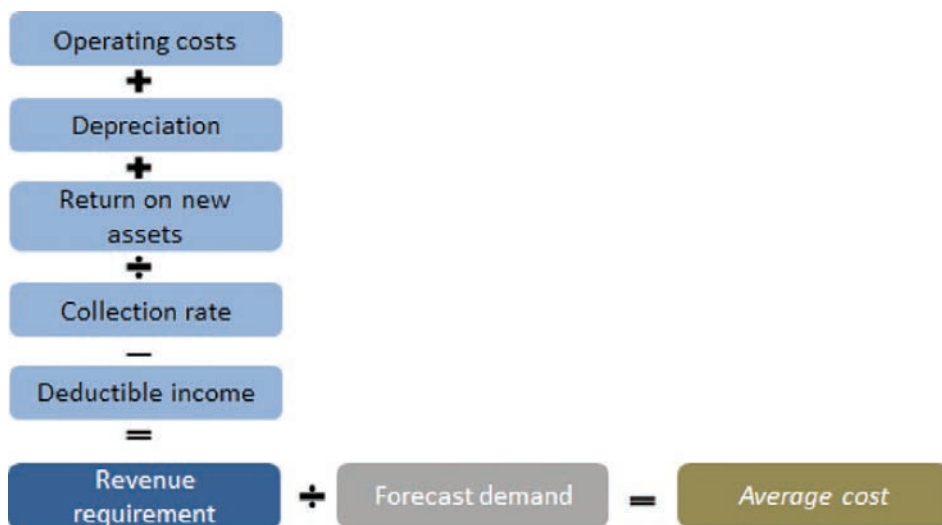 Operating costs
+
Depreciation
+
Return on new
assets
÷
Collection rate
–
Deductible income
=
Revenue
requirement ÷ Forecast demand = Average cost